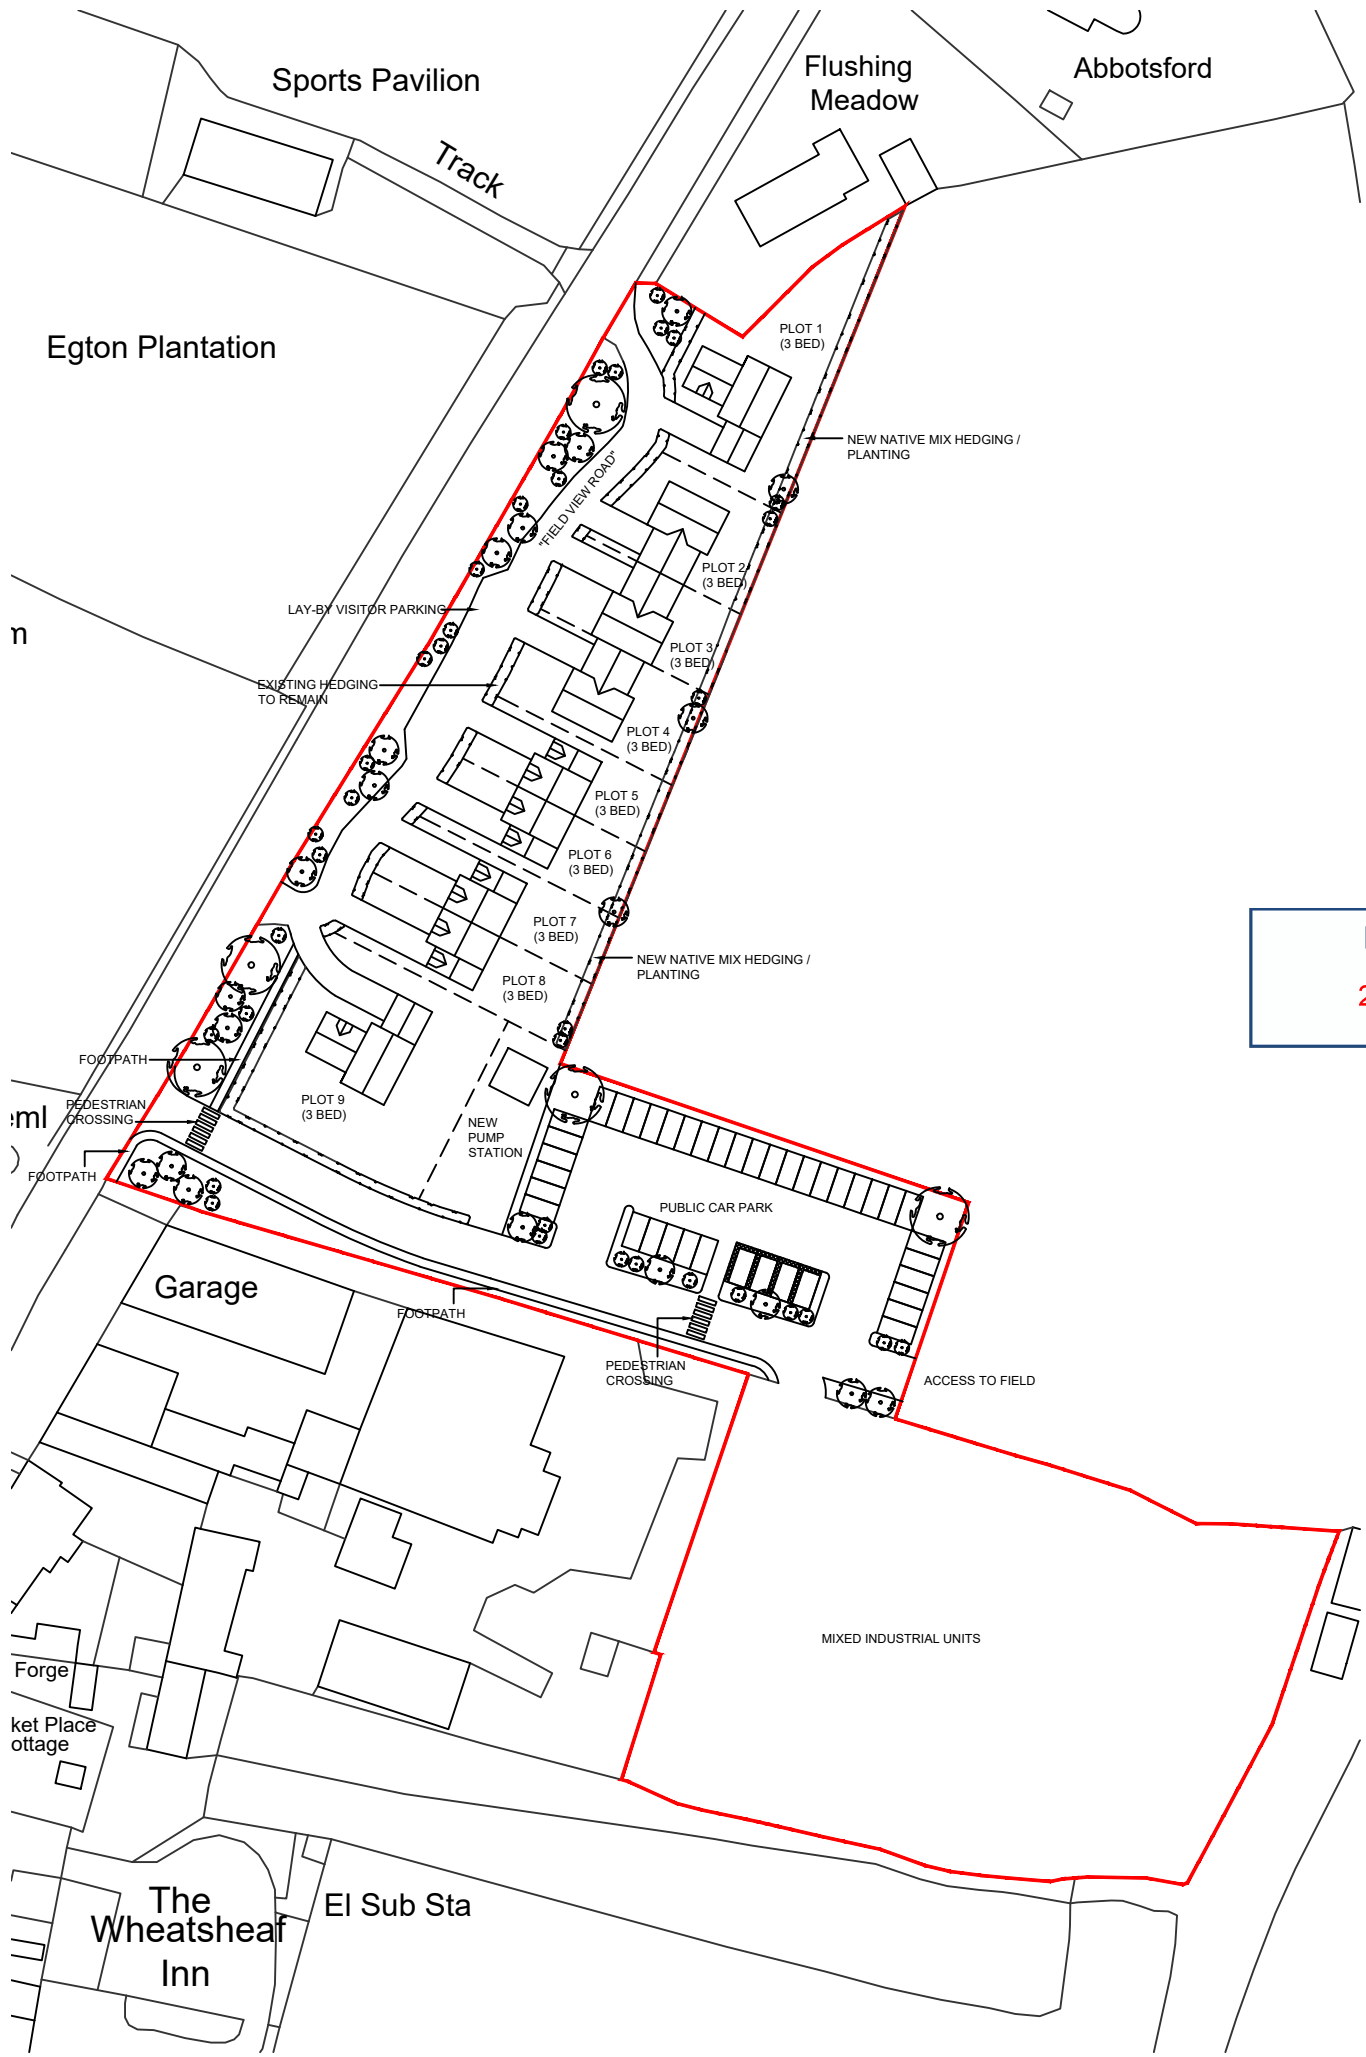 Sports Pavilion
Flushing
Meadow
Abbotsford
Track
Egton Plantation
PLOT 1
(3 BED)
NEW NATIVE MIX HEDGING /
PLANTING
"FIELD VIEW ROAD"
PLOT 2
(3 BED)
LAY-BY VISITOR PARKING
m
PLOT 3
(3 BED)
EXISTING HEDGING
TO REMAIN
PLOT 4
(3 BED)
PLOT 5
(3 BED)
PLOT 6
(3 BED)
PLOT 7
(3 BED)
NEW NATIVE MIX HEDGING /
PLANTING
PLOT 8
(3 BED)
2
FOOTPATH
PLOT 9
(3 BED)
PEDESTRIAN
CROSSING
eml
NEW
PUMP
STATION
FOOTPATH
PUBLIC CAR PARK
Garage
FOOTPATH
PEDESTRIAN
CROSSING
ACCESS TO FIELD
MIXED INDUSTRIAL UNITS
Forge
ket Place
ottage
The
Wheatsheaf
Inn
El Sub Sta